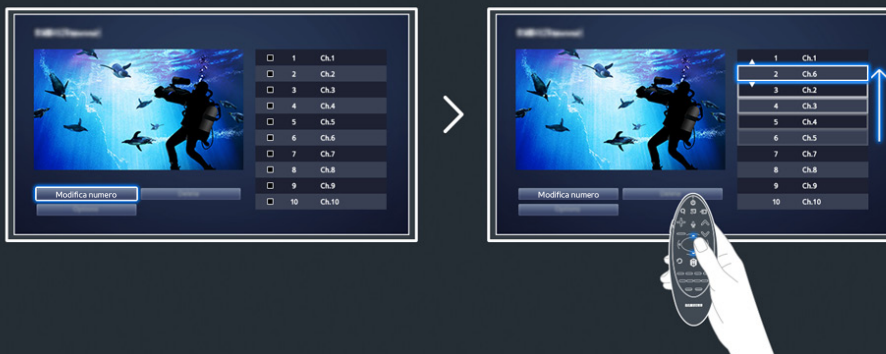 1 Ch.1
2 Ch.2
3 Ch.3
4 Ch.4
5 Ch.5
6 Ch.6
7 Ch.7
8 Ch.8
9 Ch.9
10 Ch.10
Modifica numero
1 Ch.1
2 Ch.6
3 Ch.2
4 Ch.3
5 Ch.4
6 Ch.5
7 Ch.7
8 Ch.8
9 Ch.9
10 Ch.10
Modifica numero